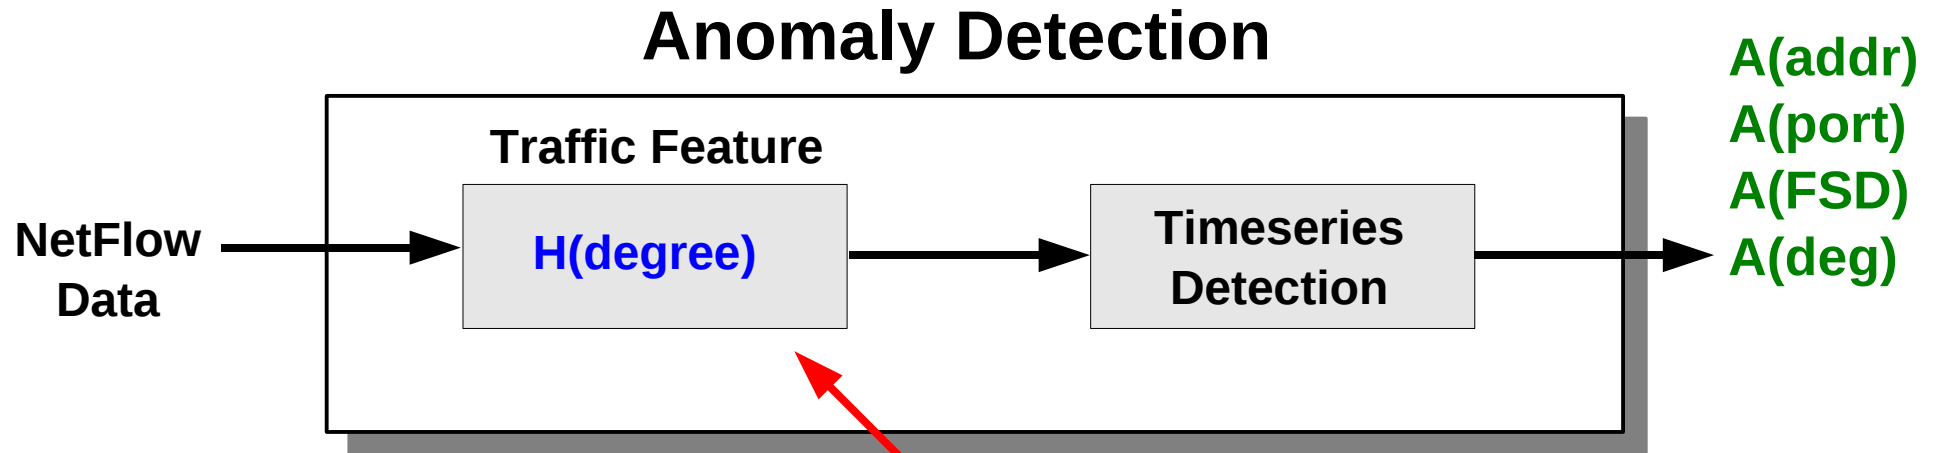 Anomaly Detection
Traffic Feature
NetFlow
Data
H(degree)
Timeseries
Detection
A(addr)
A(port)
A(FSD)
A(deg)